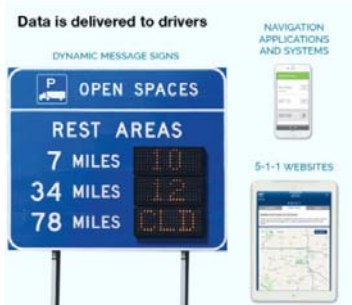 Data is delivered to drivers
NAVIGATION
APPLICATIONS
AND SYSTEMS
DYNAMIC MESSAGE SIGNS
P
OPEN SPACES
REST AREAS
7 MILES 10
34 MILES 12
78 MILES CLD
5-1-1 WEBSITES